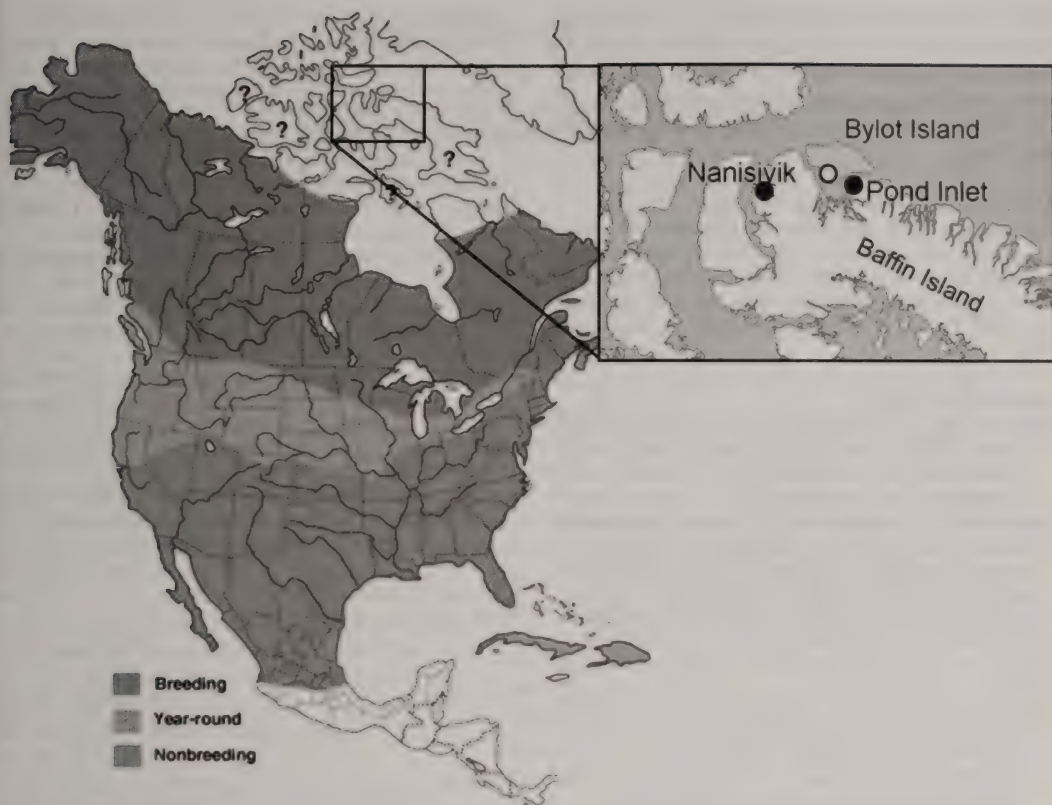 ?
?
?
?
Bylot Island
Nanisivik
Pond Inlet
Baffin Island
Breeding
Year-round
Nonbreeding